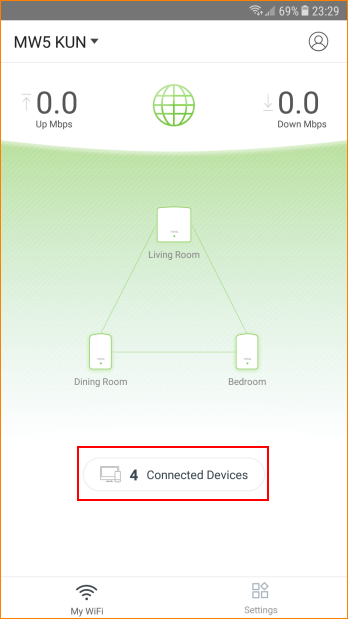 69% 23:29
MW5 KUN
0.0
Up Mbps
0.0
Down Mbps
Living Room
Dining Room
Bedroom
4 Connected Devices
My WiFi
Settings